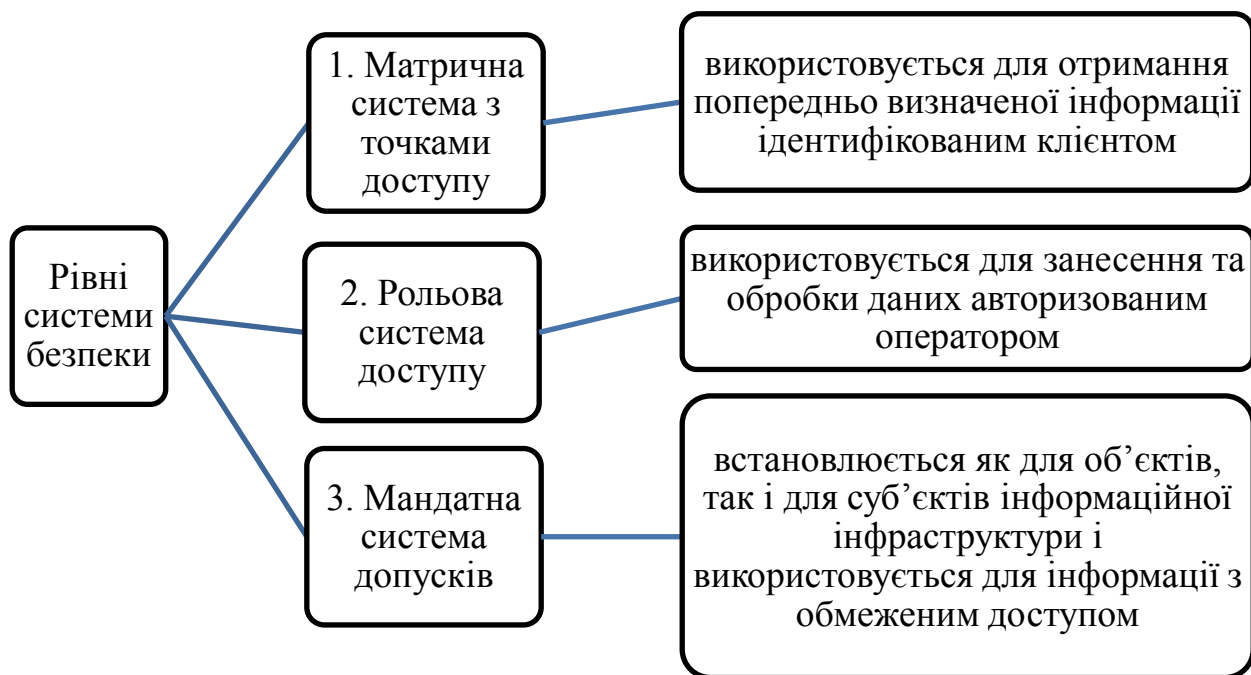 Рівні
системи
безпеки
1. Матрична
система з
точками
доступу
використовується для отримання
попередньо визначеної інформації
ідентифікованим клієнтом
2. Рольова
система
доступу
використовується для занесення та
обробки даних авторизованим
оператором
3. Мандатна
система
допусків
встановлюється як для об’єктів,
так і для суб’єктів інформаційної
інфраструктури і
використовується для інформації з
обмеженим доступом